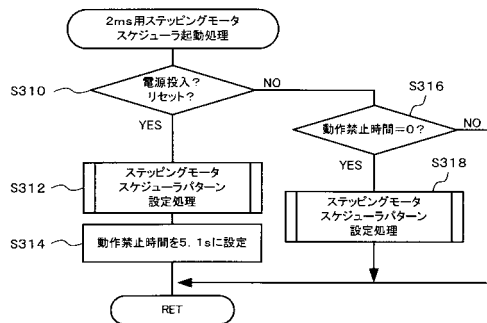 2ms用ステッピングモータ
スケジューラ起動処理
S310
電源投入?
リセット?
NO
YES
S316
動作禁止時間=0?
NO
YES
S312
ステッピングモータ
スケジューラパターン
設定処理
S318
ステッピングモータ
スケジューラパターン
設定処理
S314
動作禁止時間を5.1sに設定
RET